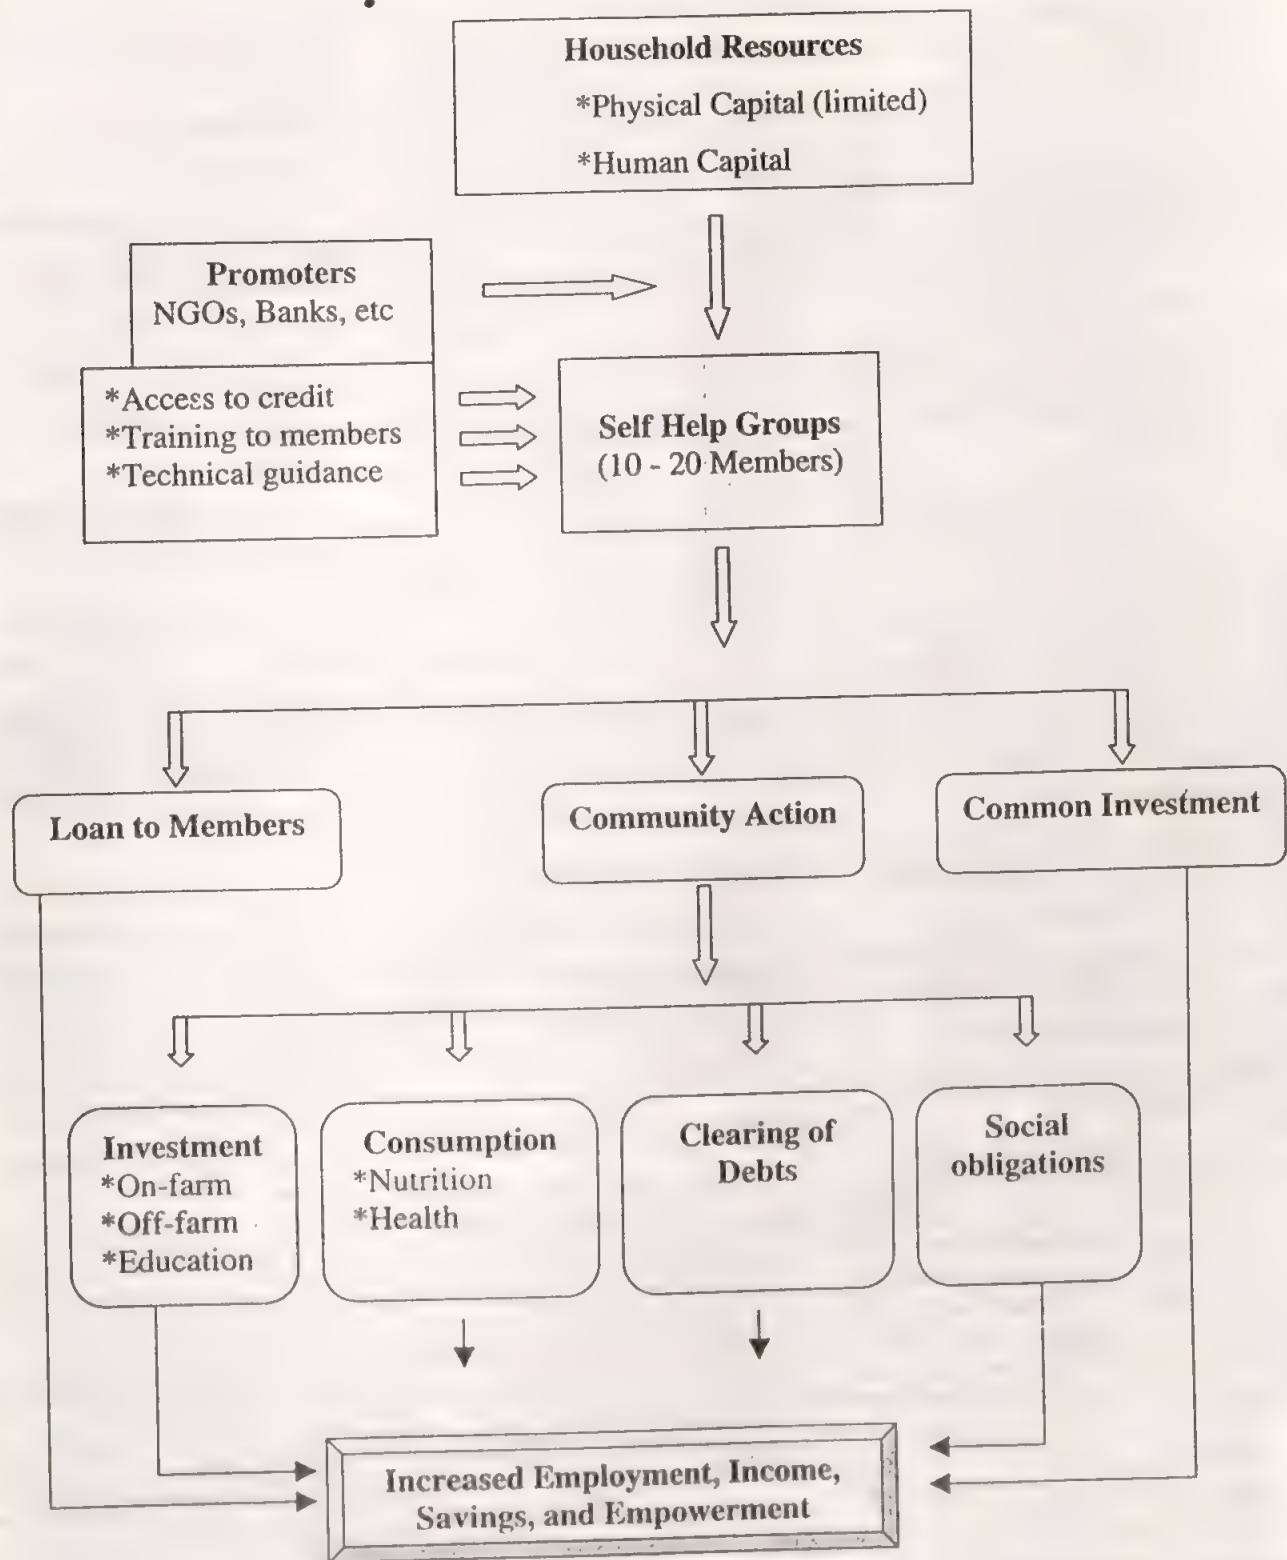 Household Resources
*Physical Capital (limited)
*Human Capital
Promoters
NGOs, Banks, etc
*Access to credit
*Training to members
*Technical guidance
Self Help Groups
(10 - 20 Members)
Loan to Members
Community Action
Common Investment
Investment
*On-farm
*Off-farm
*Education
Consumption
*Nutrition
*Health
Clearing of
Debts
Social
obligations
Increased Employment, Income,
Savings, and Empowerment